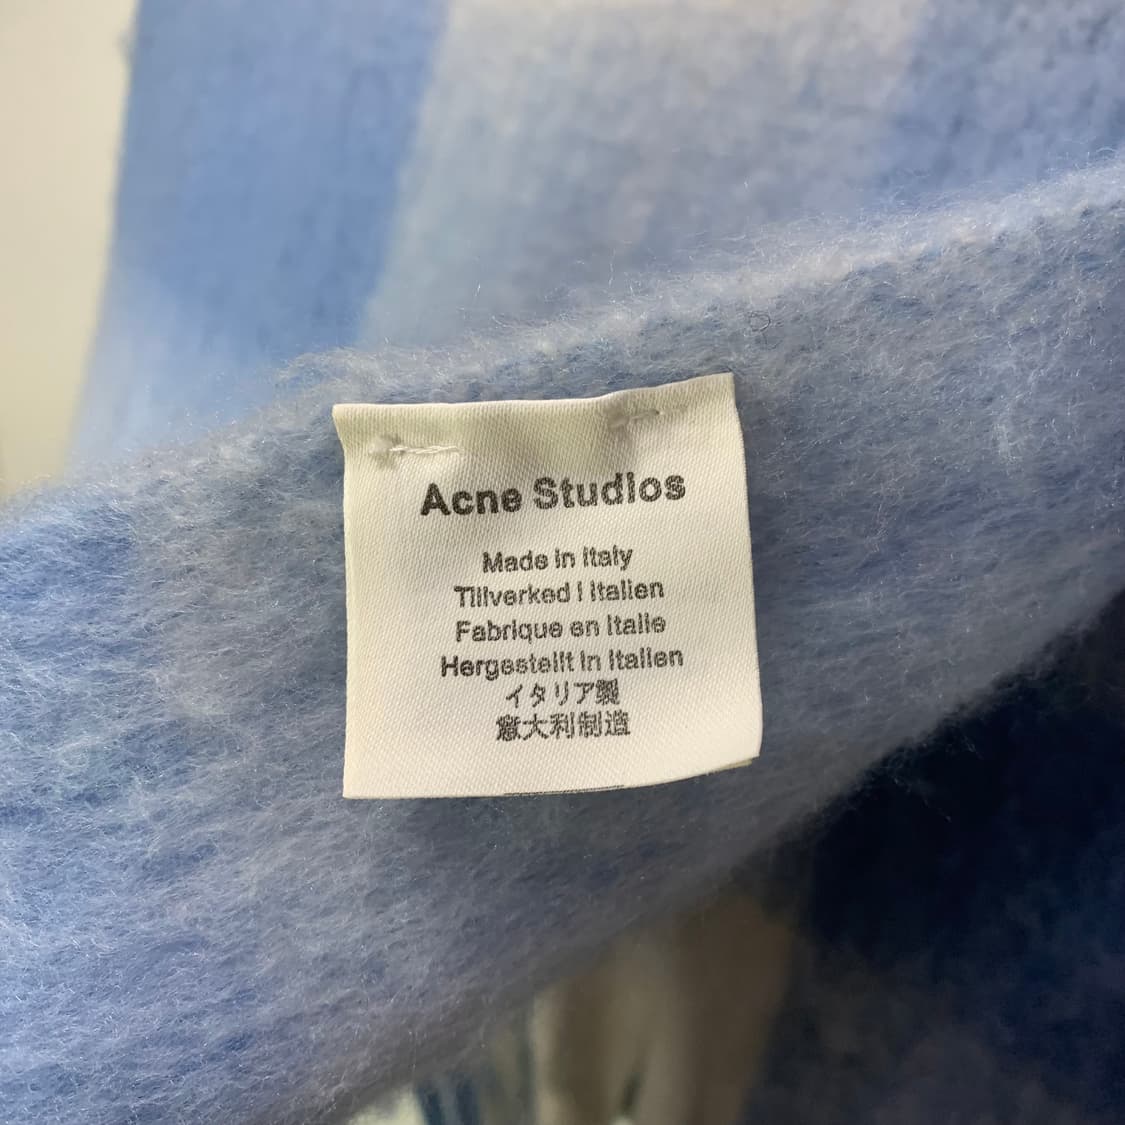 Acne Studios
Made in Italy
Tillverked i Italien
Fabrique en Italie
Hergestellt in Italien
イタリア製
意大利制造